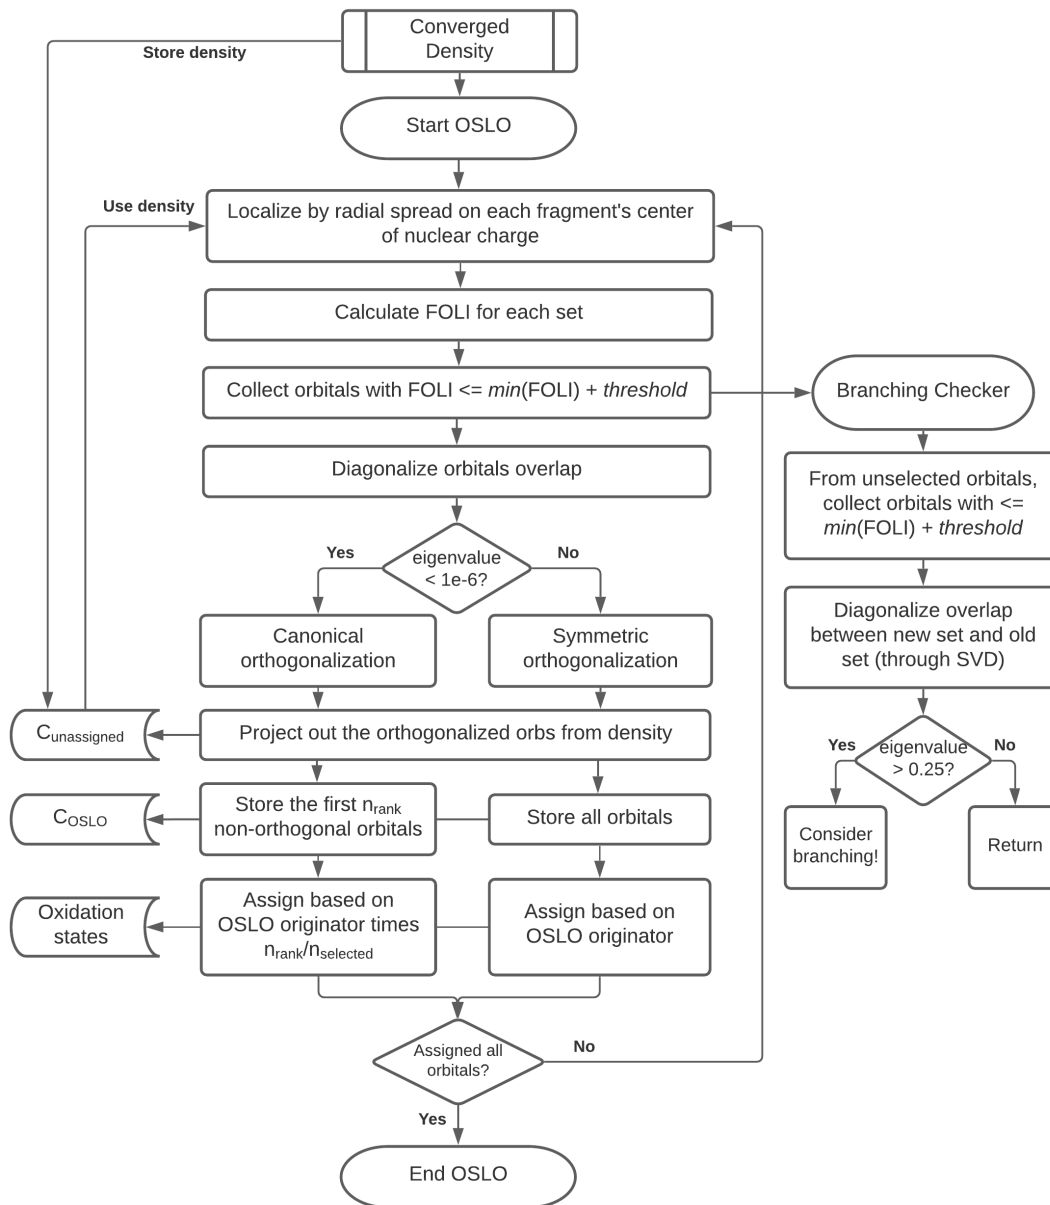 Converged
Density
Store density
Start OSLO
Use density
Localize by radial spread on each fragment's center
of nuclear charge
Calculate FOLI for each set
Collect orbitals with FOLI <= min(FOLI) + threshold
Branching Checker
Diagonalize orbitals overlap
From unselected orbitals,
collect orbitals with <=
min(FOLI) + threshold
Yes
eigenvalue
< 1e-6?
No
Canonical
orthogonalization
Symmetric
orthogonalization
Diagonalize overlap
between new set and old
set (through SVD)
Cunassigned
Project out the orthogonalized orbs from density
Yes
eigenvalue
> 0.25?
No
COSLO
Store the first nrank
non-orthogonal orbitals
Store all orbitals
Consider
branching!
Return
Oxidation
states
Assign based on
OSLO originator times
nrank/nselected
Assign based on
OSLO originator
Assigned all
orbitals?
No
Yes
End OSLO